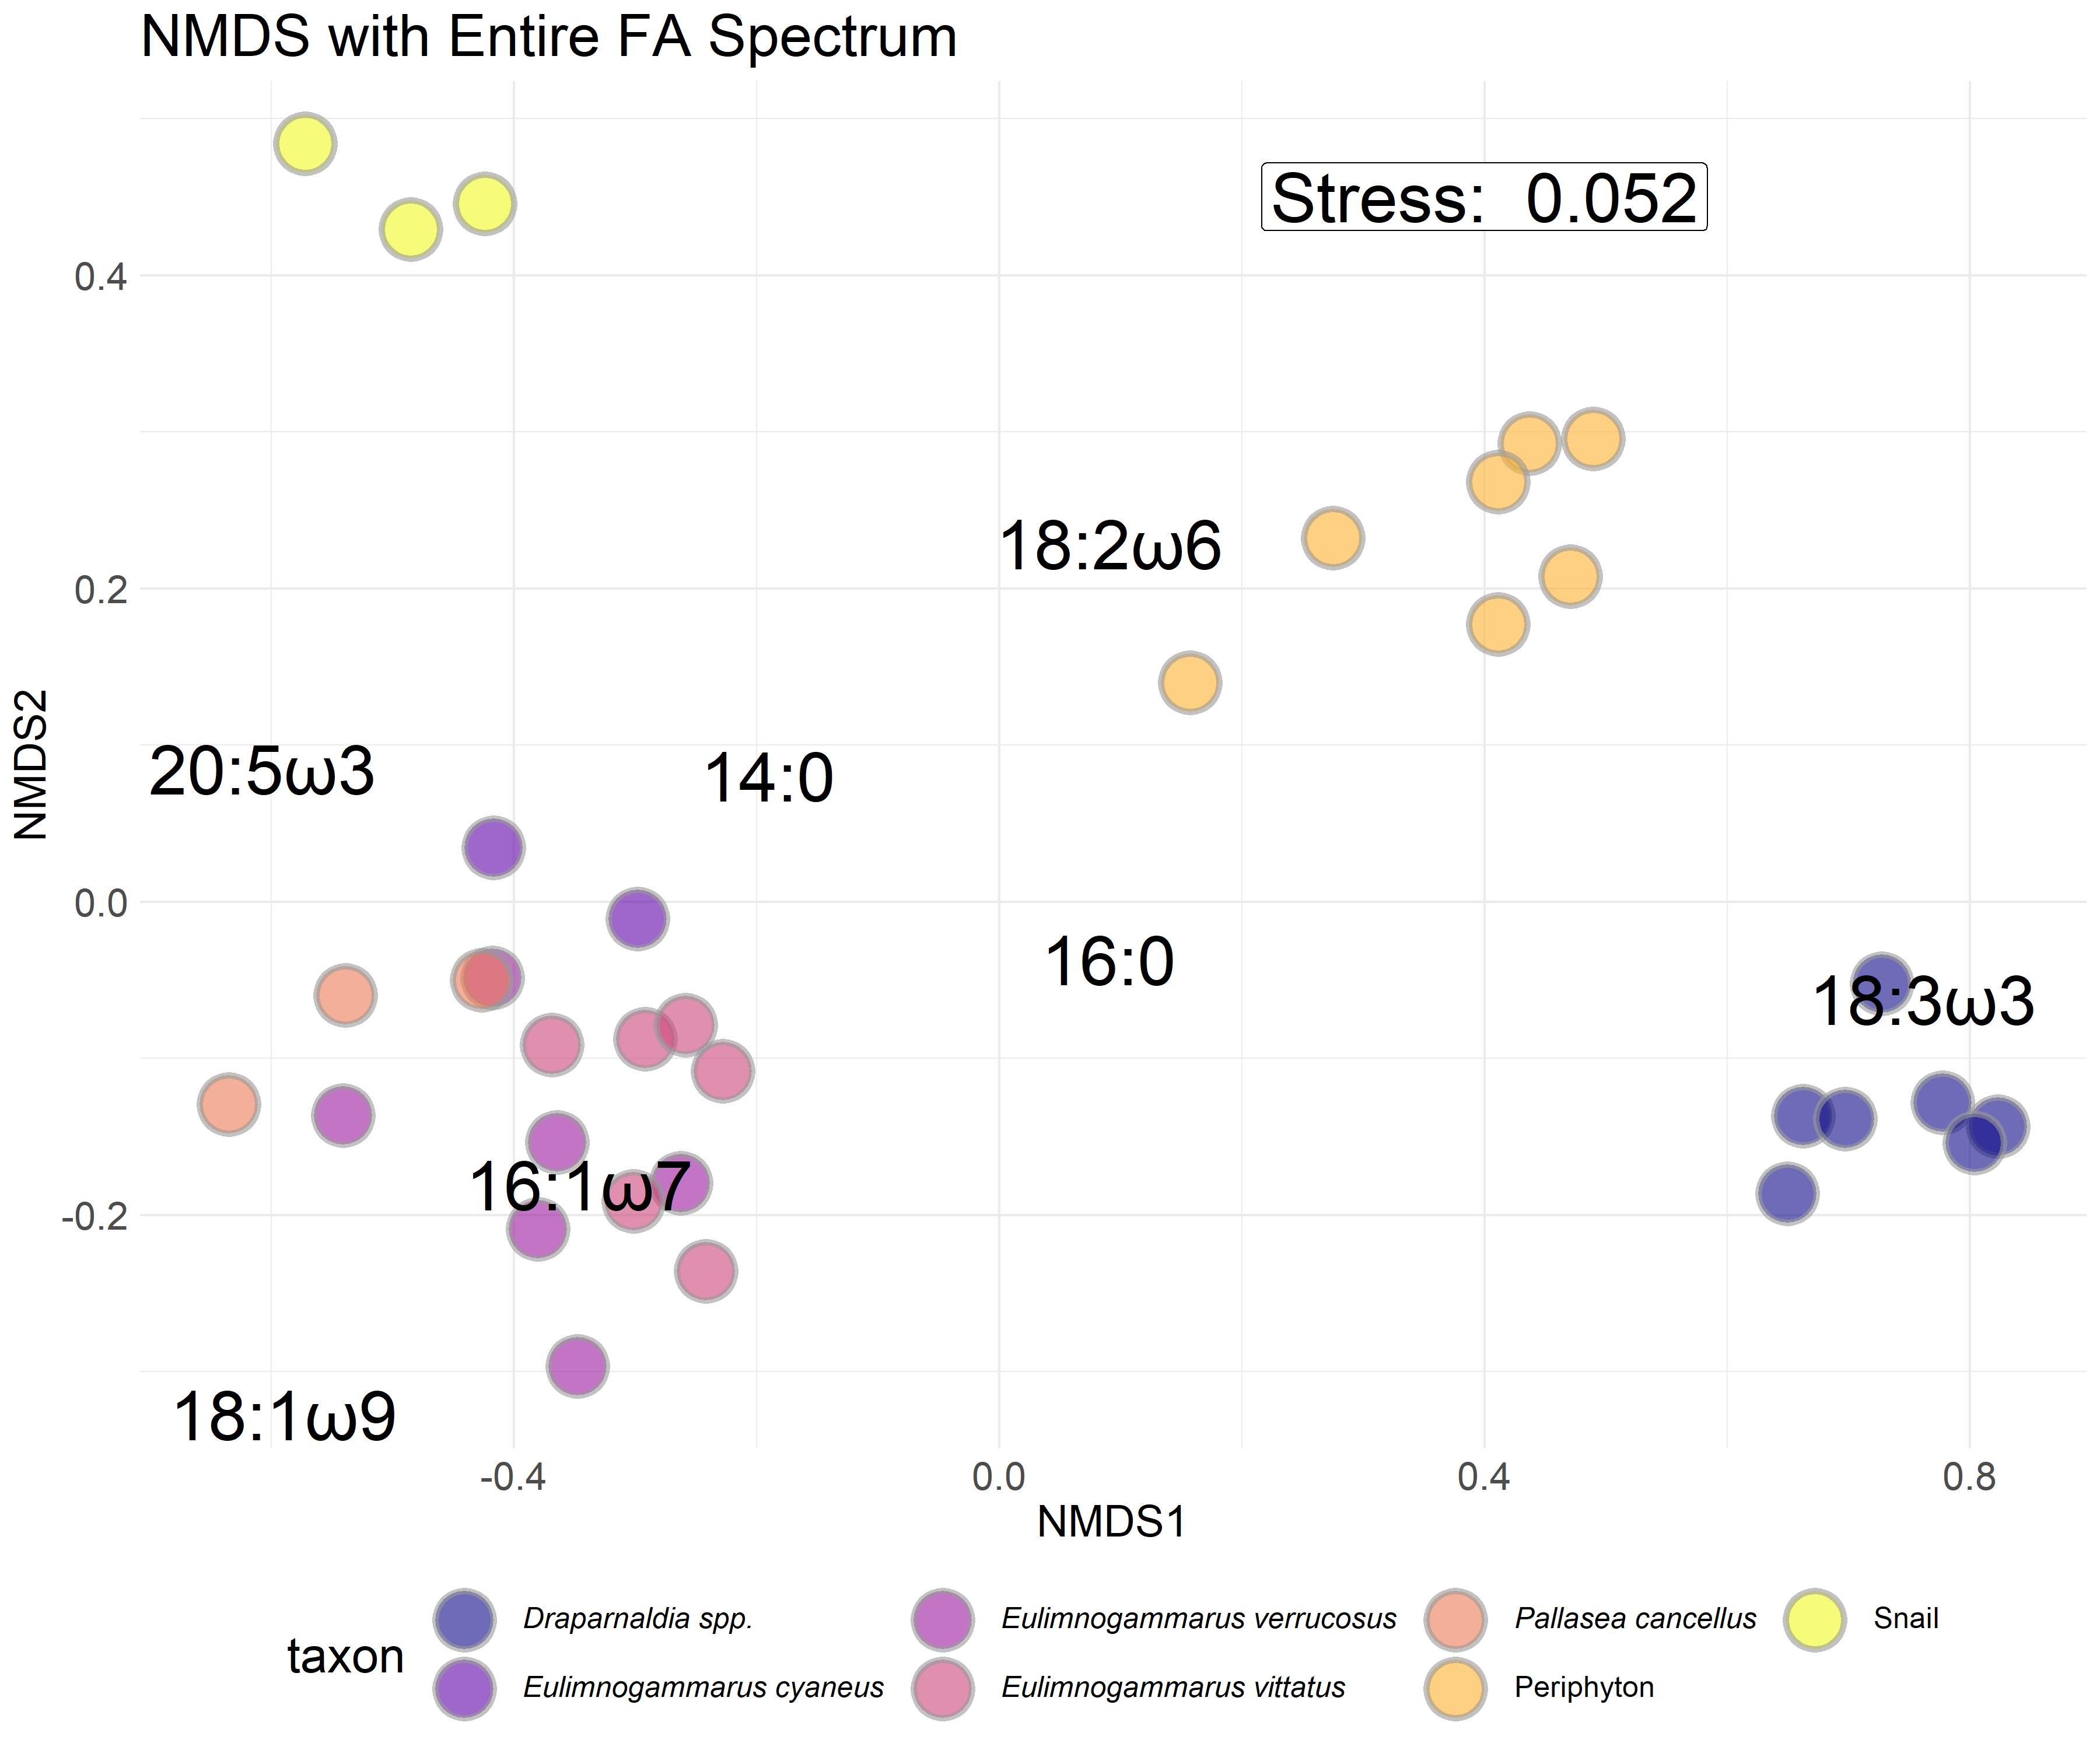 NMDS with Entire FA Spectrum
Stress:  0.052
0.4
18:2ω6
0.2
20:5ω3
14:0
NMDS2
0.0
16:0
18:3ω3
16:1ω7
-0.2
18:1ω9
-0.4 0.0 0.4 0.8
NMDS1
taxon
Draparnaldia spp. Eulimnogammarus verrucosus Pallasea cancellus Snail
Eulimnogammarus cyaneus Eulimnogammarus vittatus Periphyton